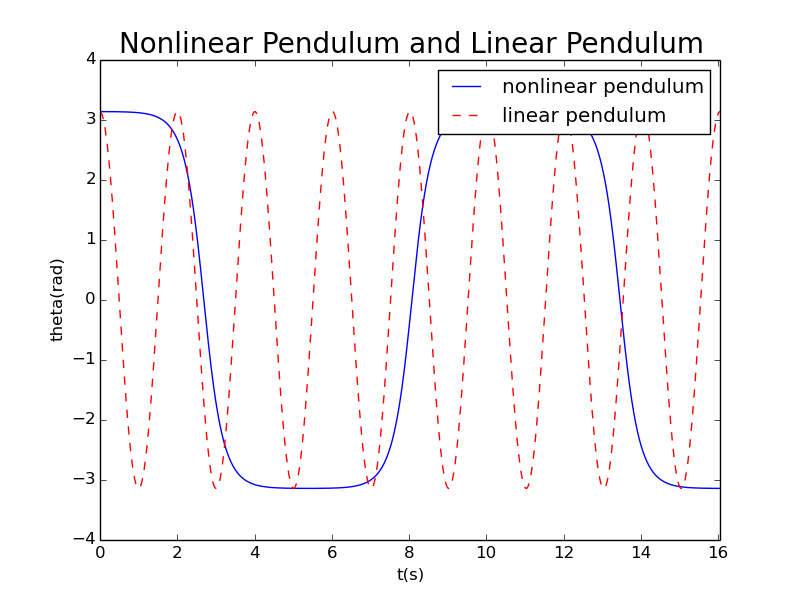 Nonlinear Pendulum and Linear Pendulum
nonlinear pendulum
linear pendulum
4
3
2
1
0
−1
−2
−3
−4
theta(rad)
0 2 4 6 8 10 12 14 16
t(s)